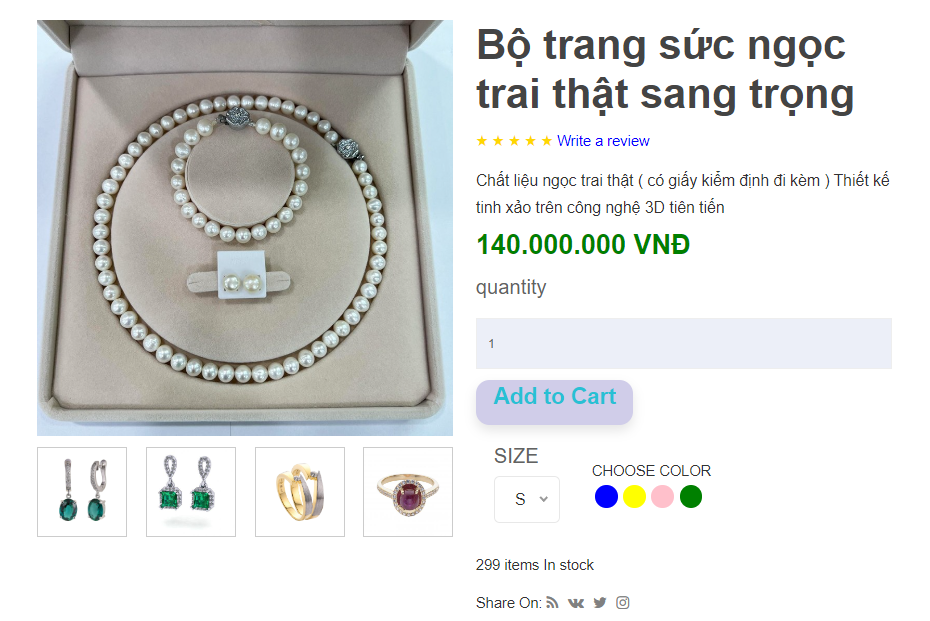 Bộ trang sức ngọc
trai thật sang trọng
Write a review
Chất liệu ngọc trai thật ( có giấy kiểm định đi kèm ) Thiết kế
tinh xảo trên công nghệ 3D tiên tiến
140.000.000 VNĐ
quantity
1
Add to Cart
SIZE
CHOOSE COLOR
S
299 items In stock
Share On: